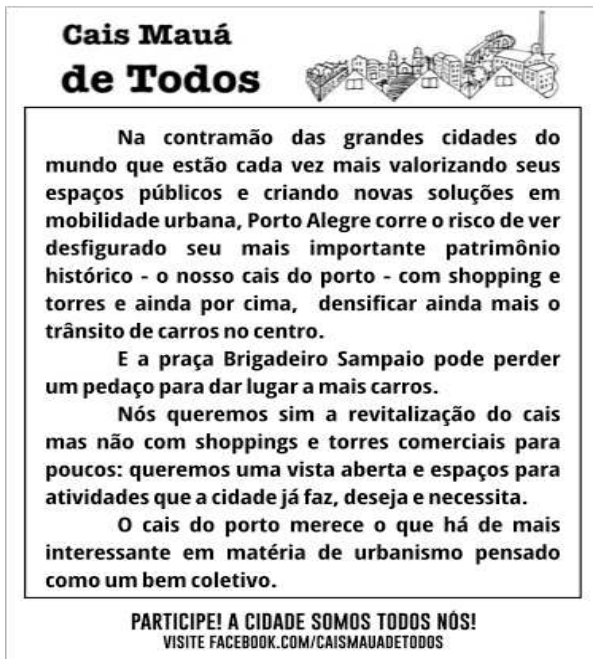 Cais Mauá
de Todos
Na contramão das grandes cidades do
mundo que estão cada vez mais valorizando seus
espaços públicos e criando novas soluções em
mobilidade urbana, Porto Alegre corre o risco de ver
desfigurado seu mais importante patrimônio
histórico - o nosso cais do porto - com shopping e
torres e ainda por cima, densificar ainda mais o
trânsito de carros no centro.
E a praça Brigadeiro Sampaio pode perder
um pedaço para dar lugar a mais carros.
Nós queremos sim a revitalização do cais
mas não com shoppings e torres comerciais para
poucos: queremos uma vista aberta e espaços para
atividades que a cidade já faz, deseja e necessita.
O cais do porto merece o que há de mais
interessante em matéria de urbanismo pensado
como um bem coletivo.
PARTICIPE! A CIDADE SOMOS TODOS NÓS!
VISITE FACEBOOK.COM/CAISMAUADETODOS